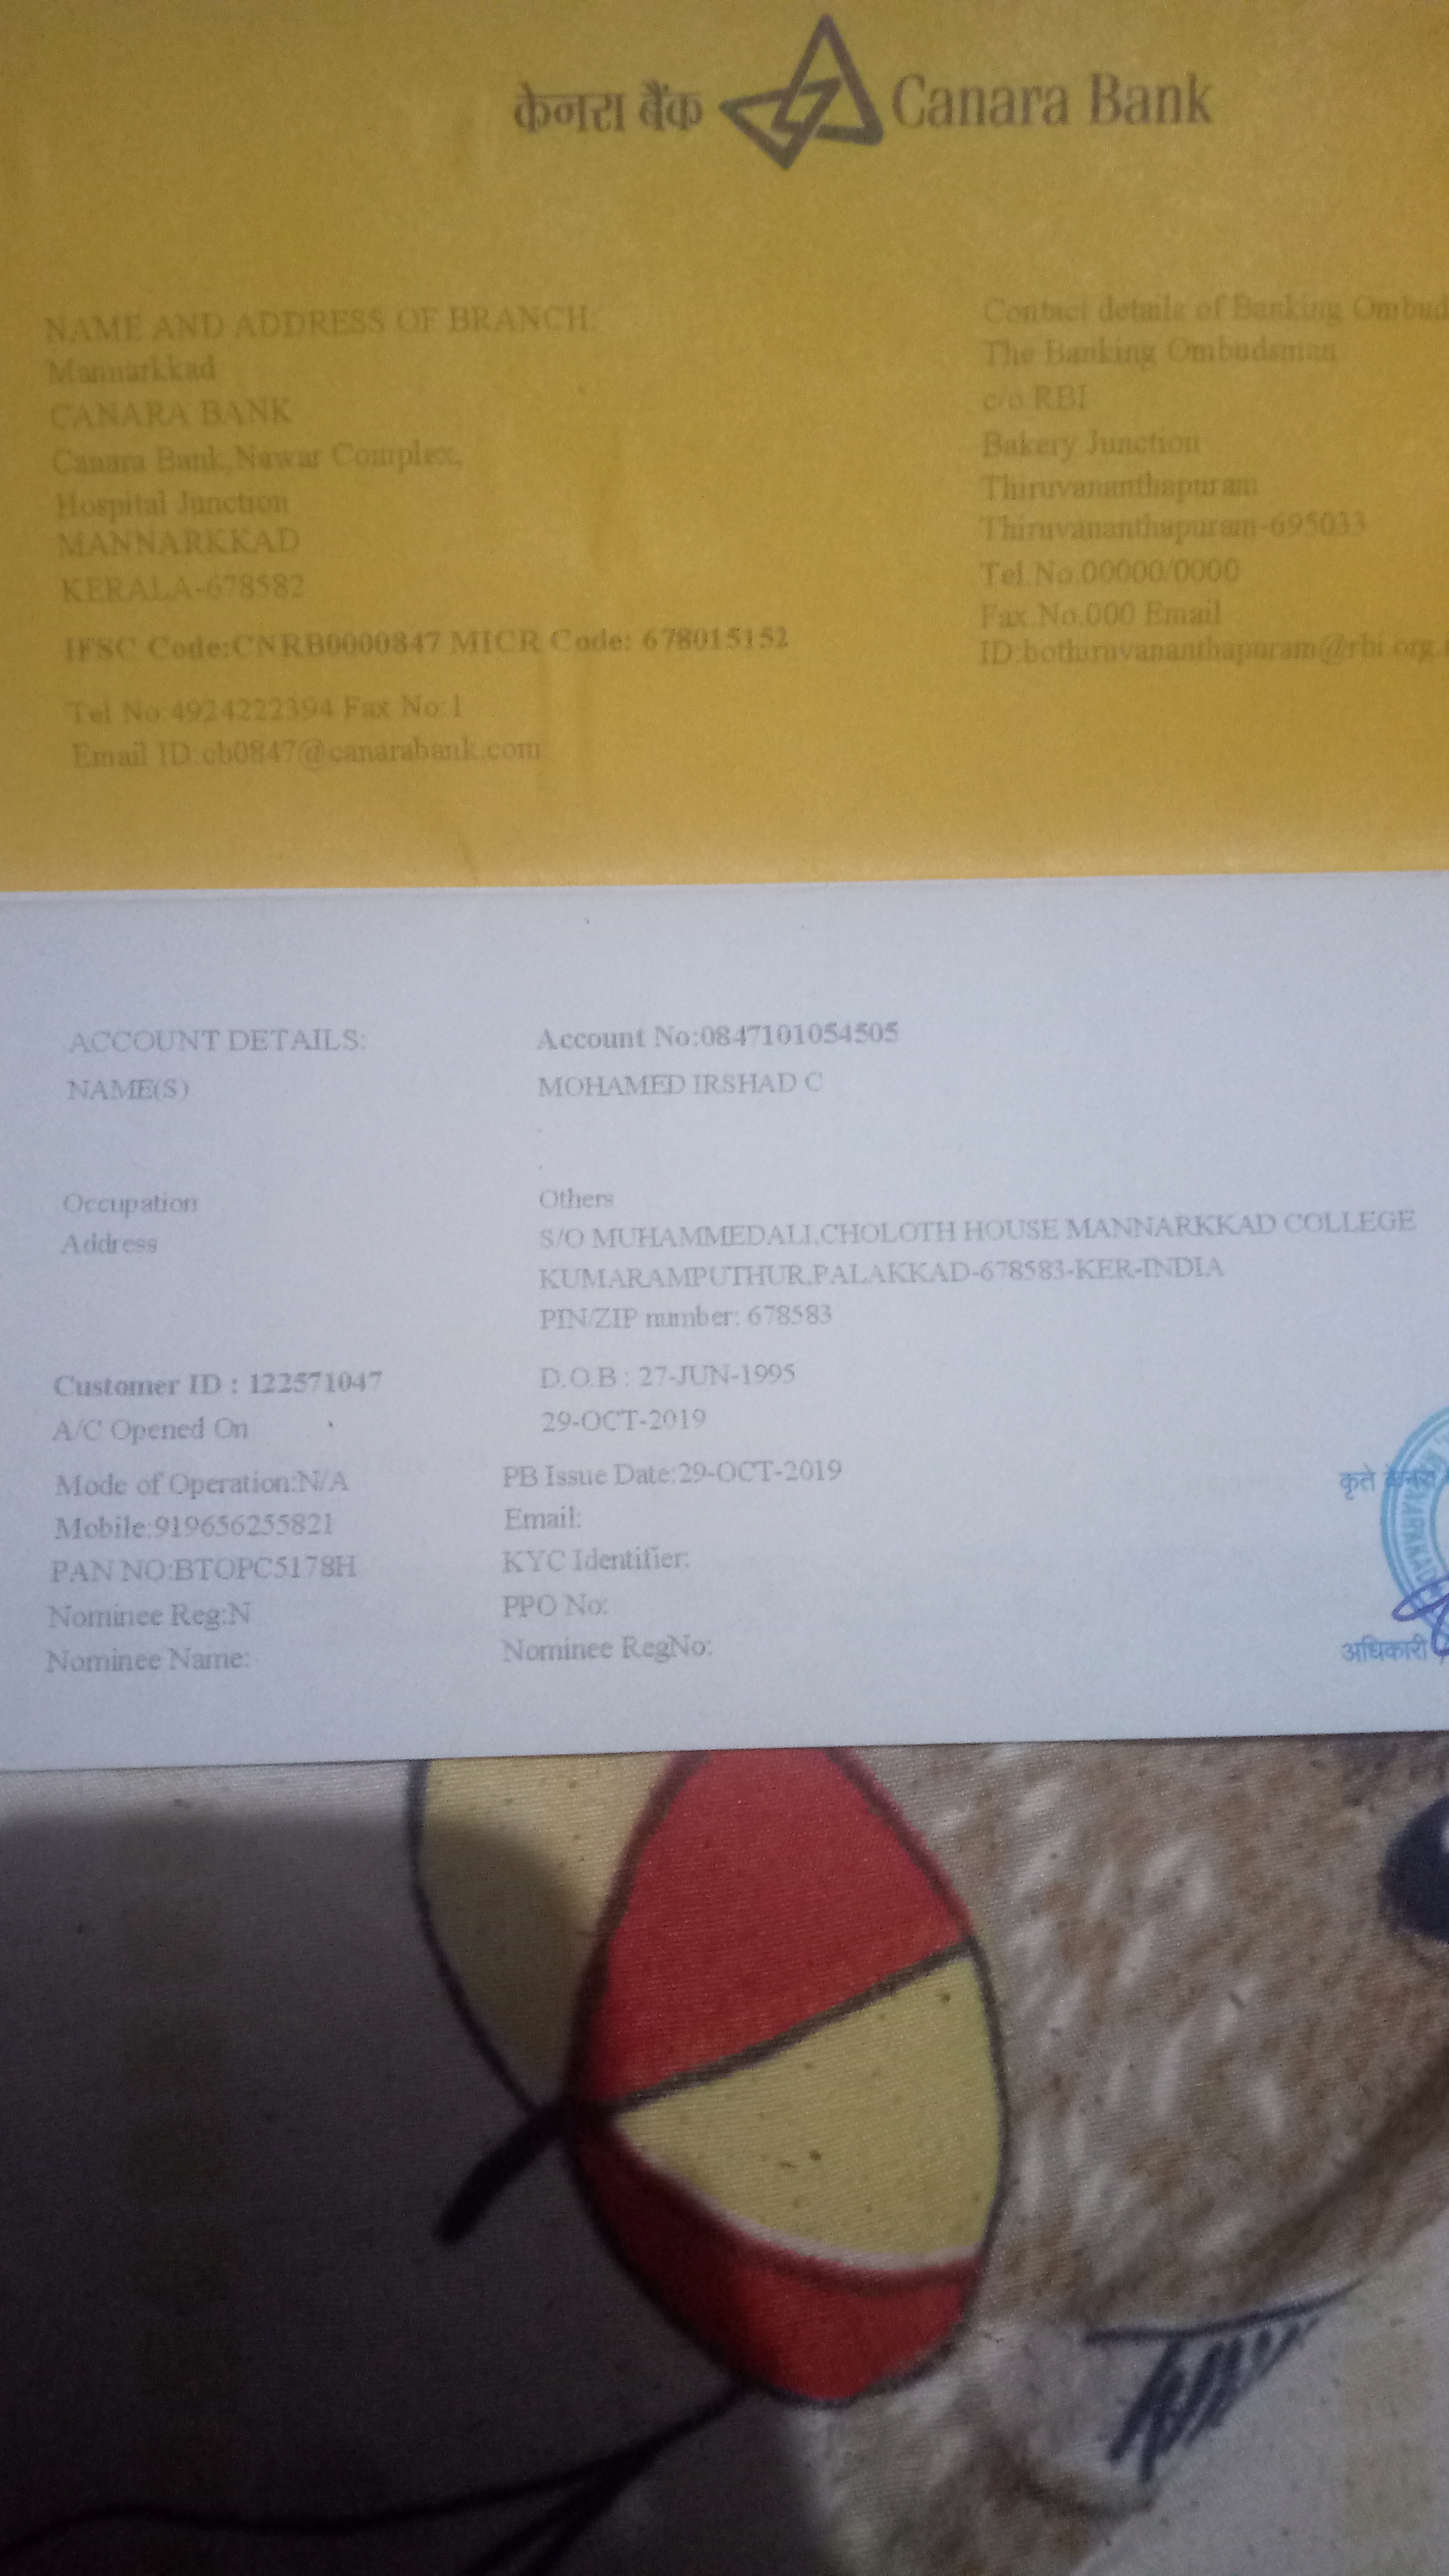 केनरा बैंक Canara Bank
NAME AND ADDRESS OF BRANCH
Mannarkkad
CANARA BANK
Canara Bank,Nawar Complex,
Hospital Junction
MANNARKKAD
KERALA-678582
IFSC Code:CNRB0000847 MICR Code: 678015152
Tel No:4924222394 Fax No:1
Email ID:cb0847@canarabank.com
Contact details of Banking Ombud
The Banking Ombudsman
c/o RBI
Bakery Junction
Thiruvananthapuram
Thiruvananthapuram-695033
Tel.No.00000/0000
Fax.No.000 Email
ID:bothiruvananthapuram@rbi.org.
ACCOUNT DETAILS: Account No:0847101054505
NAME(S) MOHAMED IRSHAD C
Occupation Others
Address S/O MUHAMMEDALI,CHOLOTH HOUSE MANNARKKAD COLLEGE
KUMARAMPUTHUR,PALAKKAD-678583-KER-INDIA
PIN/ZIP number: 678583
Customer ID : 122571047 D.O.B : 27-JUN-1995
A/C Opened On 29-OCT-2019
Mode of Operation:N/A PB Issue Date:29-OCT-2019
Mobile:919656255821 Email:
PAN NO:BTOPC5178H KYC Identifier:
Nominee Reg:N PPO No:
Nominee Name: Nominee RegNo:
कृते
अधिकारी